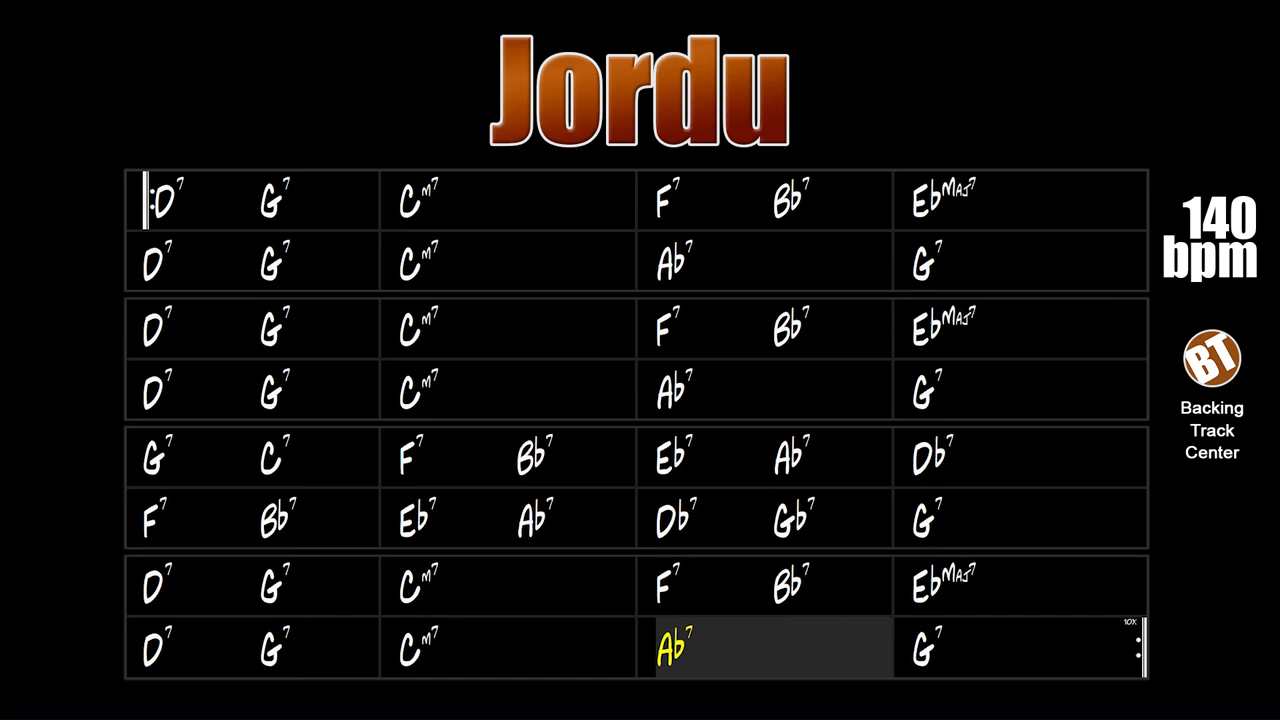 Jordu
D7 G7 Cm7 F7 Bb7 EbMaj7
D7 G7 Cm7 Ab7 G7
D7 G7 Cm7 F7 Bb7 EbMaj7
D7 G7 Cm7 Ab7 G7
G7 C7 F7 Bb7 Eb7 Ab7 Db7
F7 Bb7 Eb7 Ab7 Db7 Gb7 G7
D7 G7 Cm7 F7 Bb7 EbMaj7
D7 G7 Cm7 Ab7 G7 10X
140
bpm
BT
Backing
Track
Center